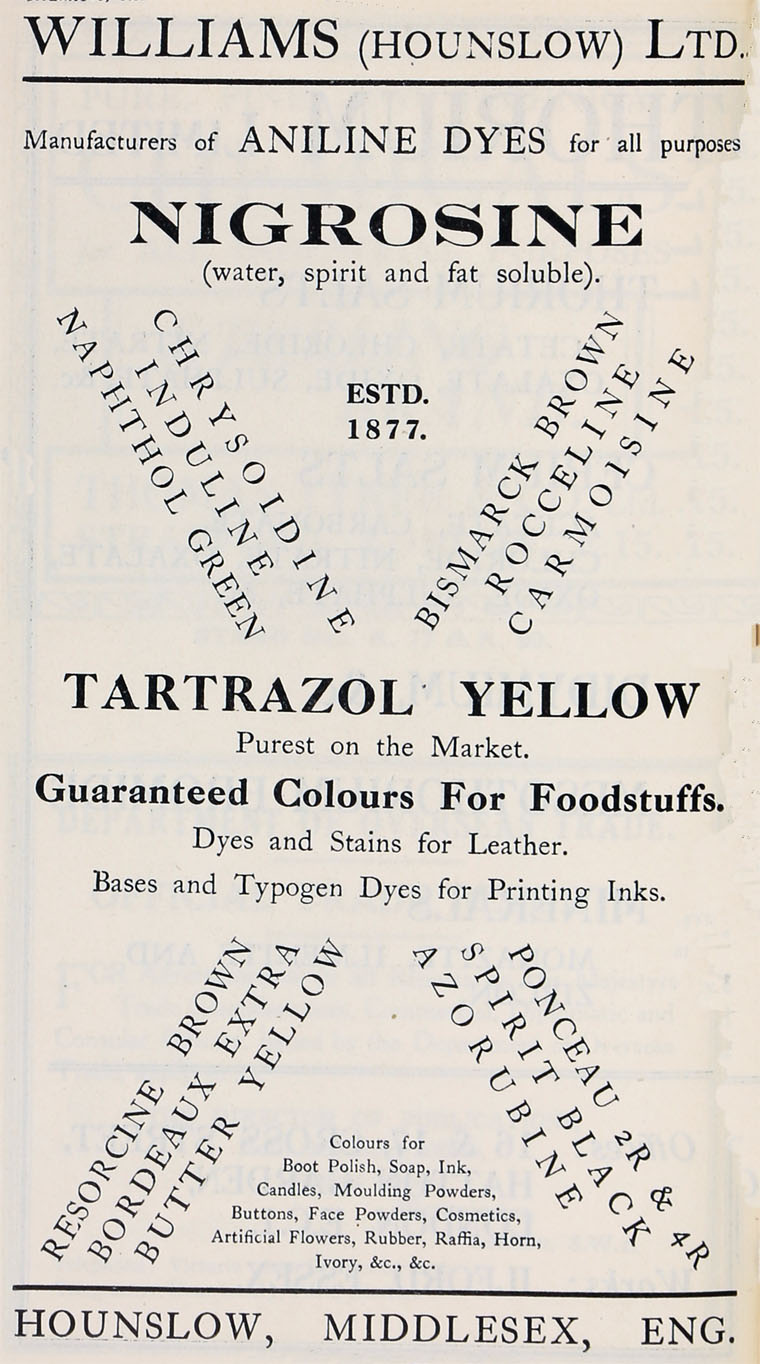 WILLIAMS (HOUNSLOW) LTD.
Manufacturers of ANILINE DYES for all purposes
NIGROSINE
(water, spirit and fat soluble).
NAPHTHOL GREEN
INDULINE
CHRYSOIDINE
ESTD.
1877.
BISMARCK BROWN
ROCCELINE
CARMOISINE
TARTRAZOL YELLOW
Purest on the Market.
Guaranteed Colours For Foodstuffs.
Dyes and Stains for Leather.
Bases and Typogen Dyes for Printing Inks.
RESORCINE BROWN
BORDEAUX EXTRA
BUTTER YELLOW
AZORUBINE
SPIRIT BLACK
PONCEAU 2R & 4R
Colours for
Boot Polish, Soap, Ink,
Candles, Moulding Powders,
Buttons, Face Powders, Cosmetics,
Artificial Flowers, Rubber, Raffia, Horn,
Ivory, &c., &c.
HOUNSLOW, MIDDLESEX, ENG.